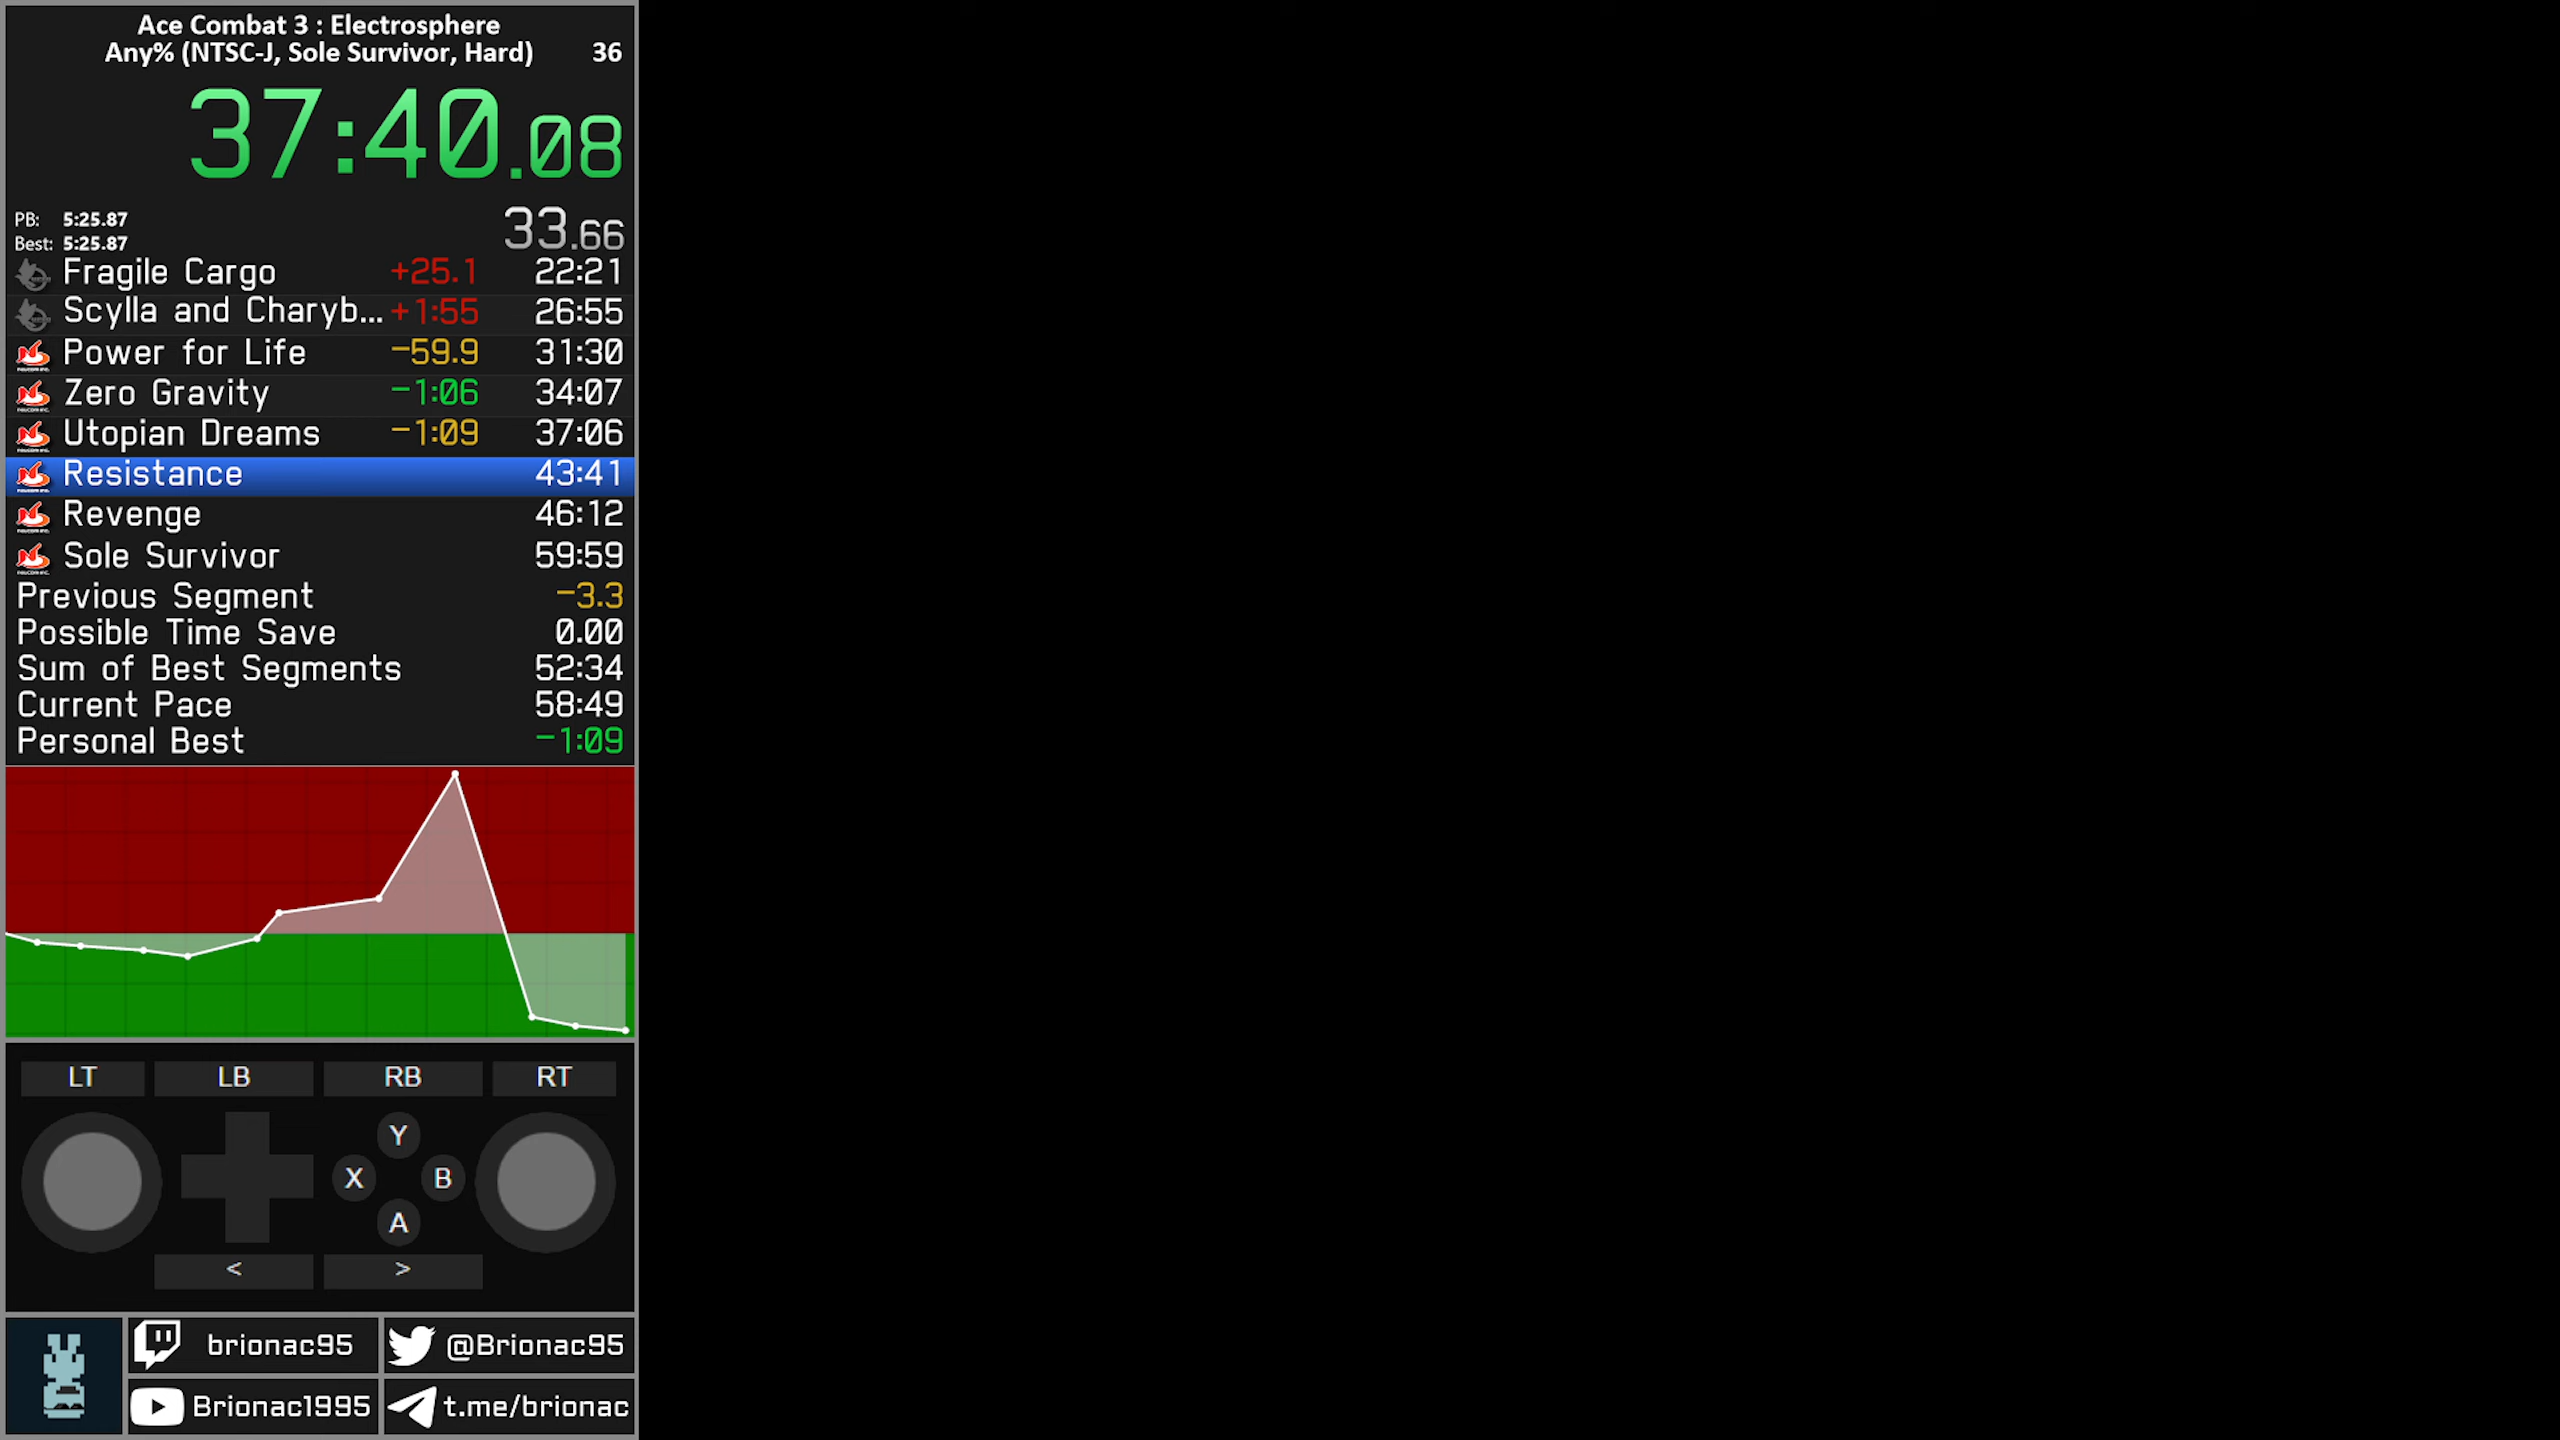 Ace Combat 3 : Electrosphere
Any% (NTSC-J, Sole Survivor, Hard) 36
37:40.08
PB: 5:25.87
Best: 5:25.87
33.66
Fragile Cargo +25.1 22:21
Scylla and Charyb... +1:55 26:55
Power for Life −59.9 31:30
Zero Gravity −1:06 34:07
Utopian Dreams −1:09 37:06
Resistance 43:41
Revenge 46:12
Sole Survivor 59:59
Previous Segment −3.3
Possible Time Save 0.00
Sum of Best Segments 52:34
Current Pace 58:49
Personal Best −1:09
LT LB RB RT
Y
X B
A
< >
brionac95 @Brionac95
Brionac1995 t.me/brionac